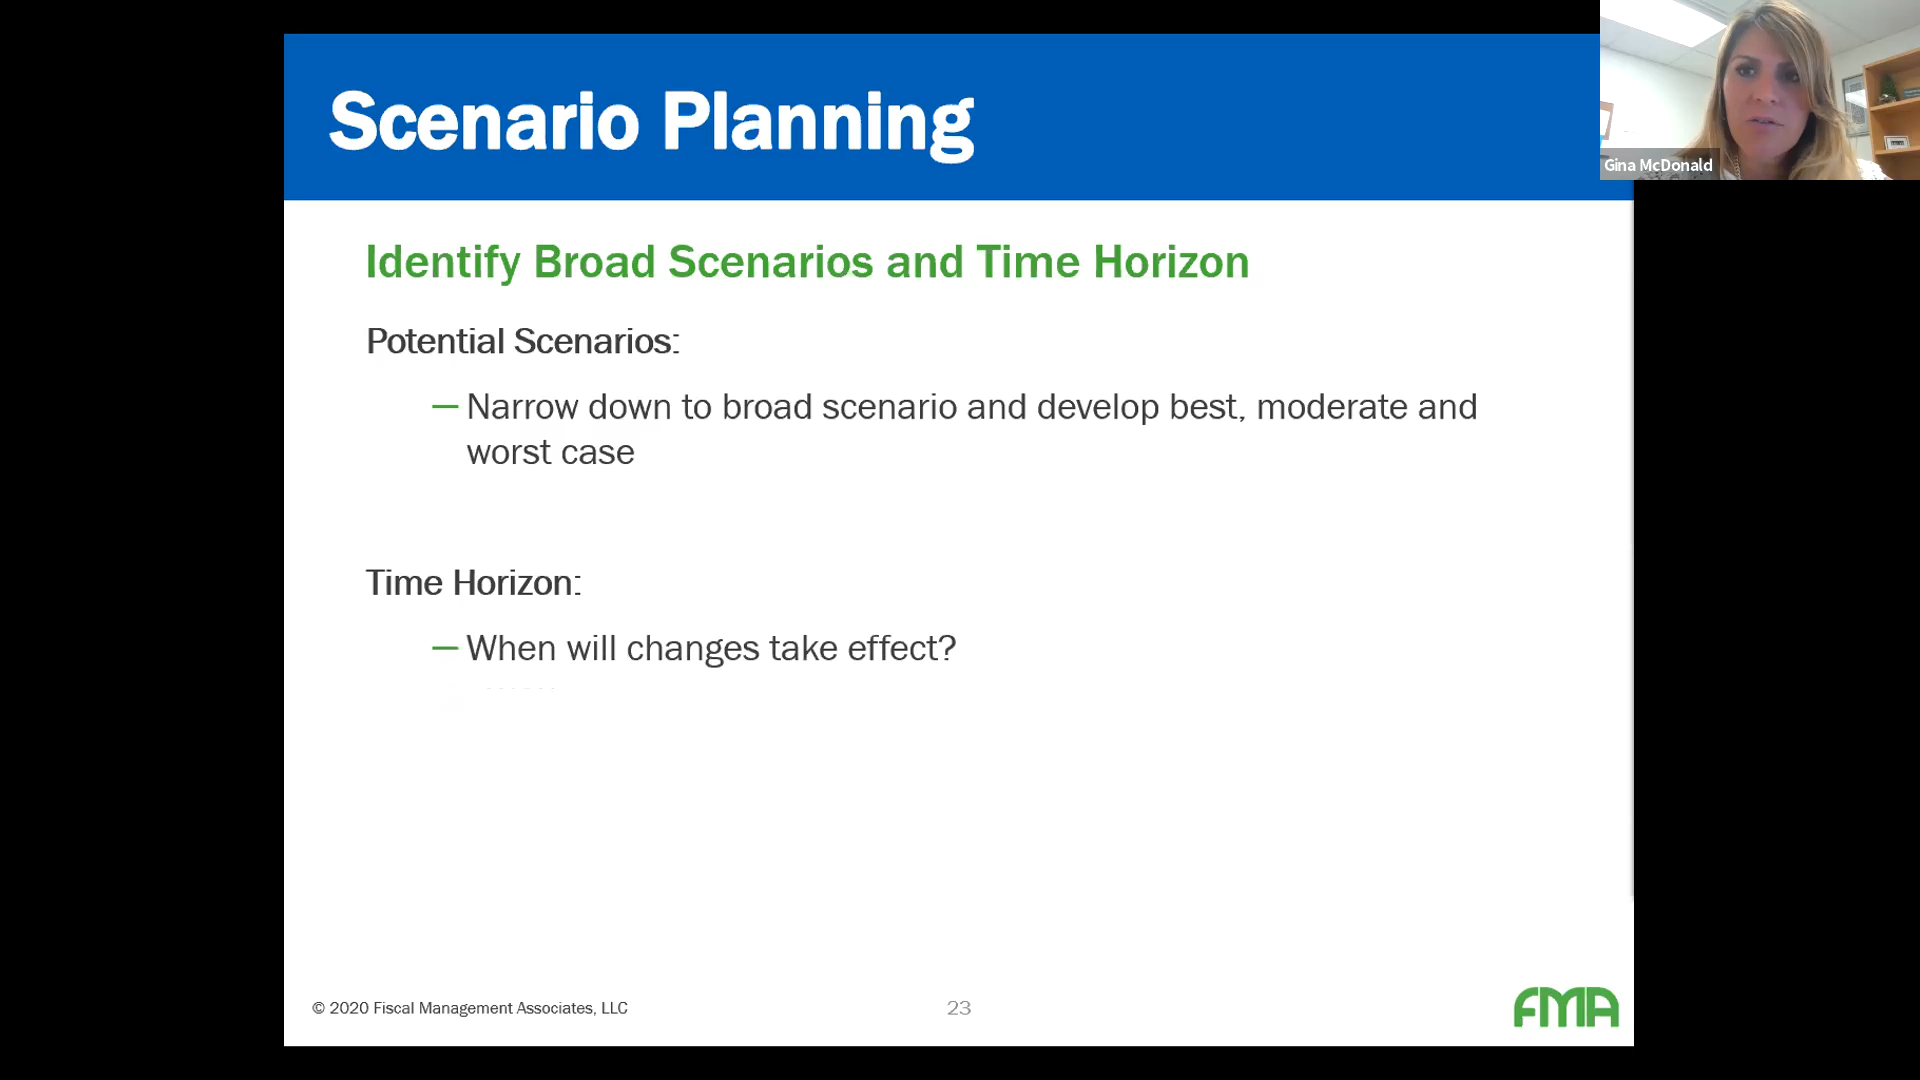 Scenario Planning
Gina McDonald
Identify Broad Scenarios and Time Horizon
Potential Scenarios:
— Narrow down to broad scenario and develop best, moderate and
worst case
Time Horizon:
— When will changes take effect?
© 2020 Fiscal Management Associates, LLC
23
FMA